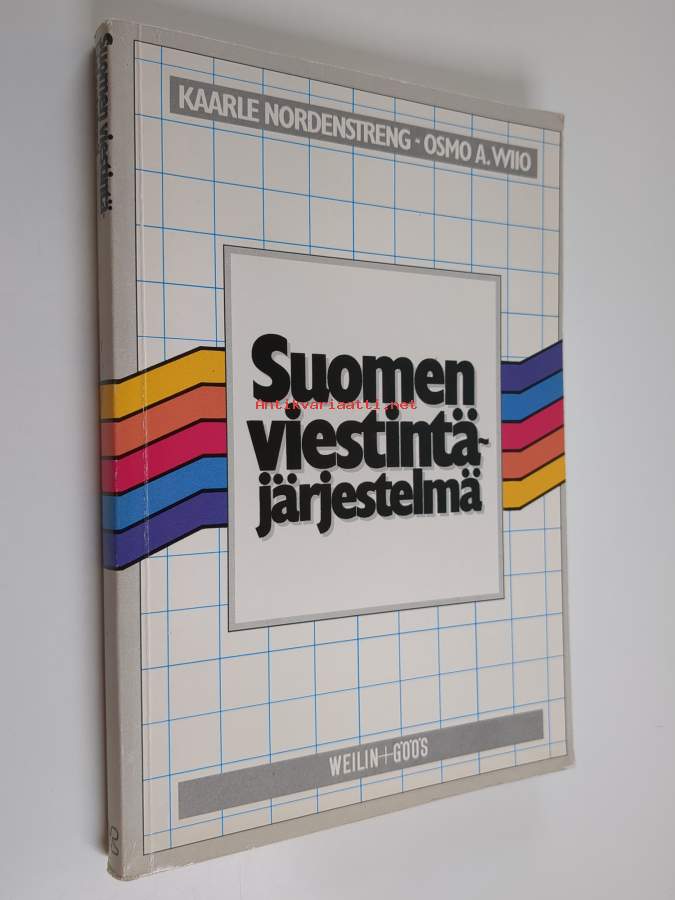 Suomen viestintä
KAARLE NORDENSTRENG - OSMO A. WIIO
Suomen
Antikvariaatti.net
viestintä-
järjestelmä
WEILIN+GÖÖS